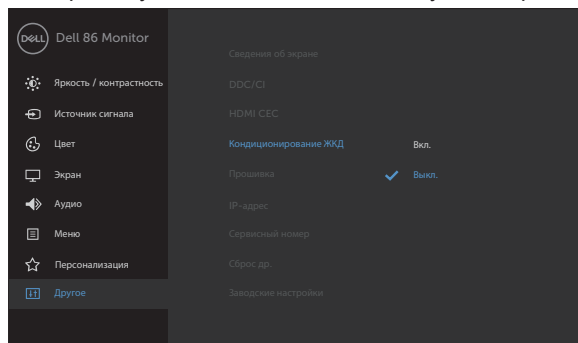 DELL Dell 86 Monitor
Сведения об экране
Яркость / контрастность
DDC/CI
Источник сигнала
HDMI CEC
Цвет
Кондиционирование ЖКД
Вкл.
Экран
Прошивка
Выкл.
Аудио
IP-адрес
Меню
Сервисный номер
Персонализация
Сброс др.
Другое
Заводские настройки